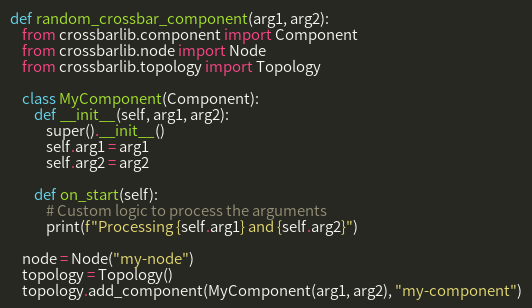 def random_crossbar_component(arg1, arg2):
    from crossbarlib.component import Component
    from crossbarlib.node import Node
    from crossbarlib.topology import Topology

    class MyComponent(Component):
        def __init__(self, arg1, arg2):
            super().__init__()
            self.arg1 = arg1
            self.arg2 = arg2

        def on_start(self):
            # Custom logic to process the arguments
            print(f"Processing {self.arg1} and {self.arg2}")

    node = Node("my-node")
    topology = Topology()
    topology.add_component(MyComponent(arg1, arg2), "my-component")